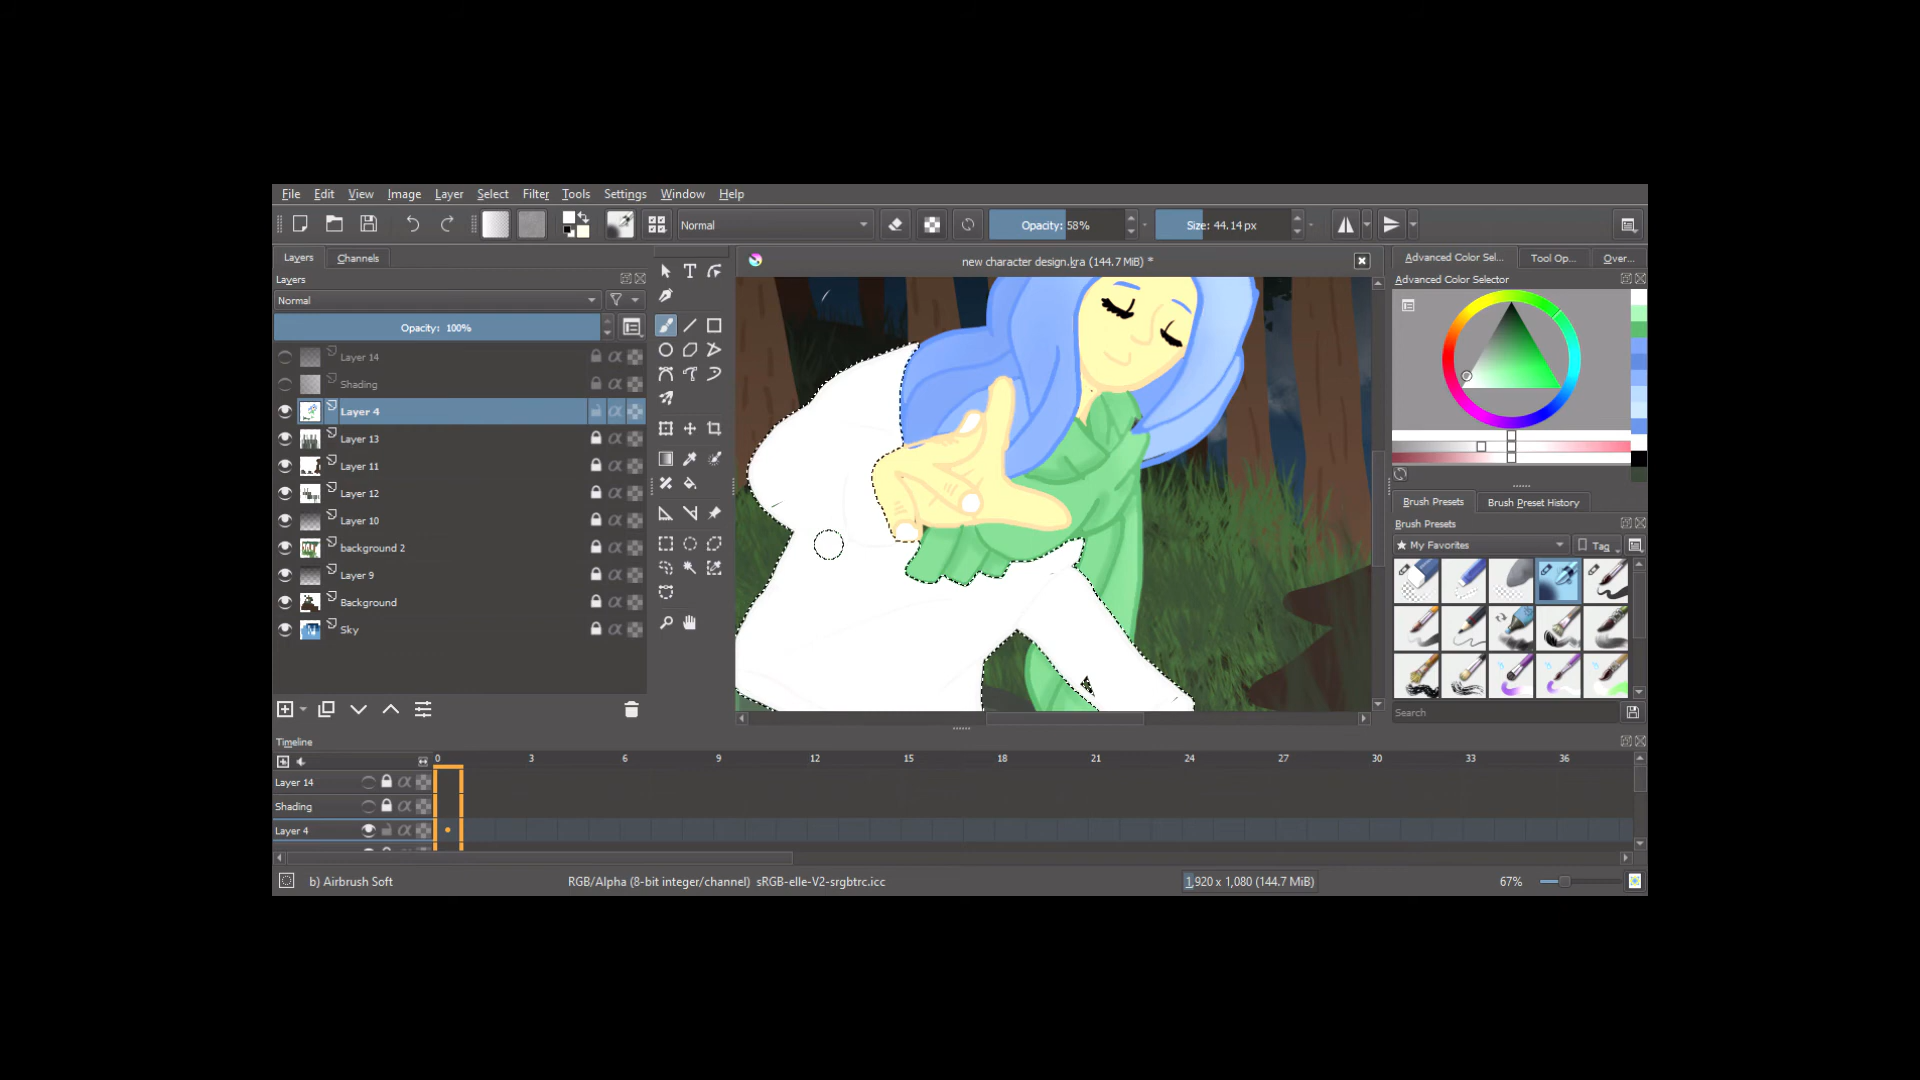 File Edit View Image Layer Select Filter Tools Settings Window Help
Normal Opacity: 58% Size: 44.14 px
Layers Channels
new character design.kra (144.7 MiB) *
Advanced Color Sel... Tool Op... Over...
Layers
Advanced Color Selector
Normal
Opacity: 100%
Layer 14
Shading
Layer 4
Layer 13
Layer 11
Layer 12
Layer 10
background 2
Layer 9
Background
Sky
Brush Presets Brush Preset History
Brush Presets
My Favorites Tag
Search
Timeline
0 3 6 9 12 15 18 21 24 27 30 33 36
Layer 14
Shading
Layer 4
b) Airbrush Soft RGB/Alpha (8-bit integer/channel) sRGB-elle-V2-srgbtrc.icc 1,920 x 1,080 (144.7 MiB) 67%